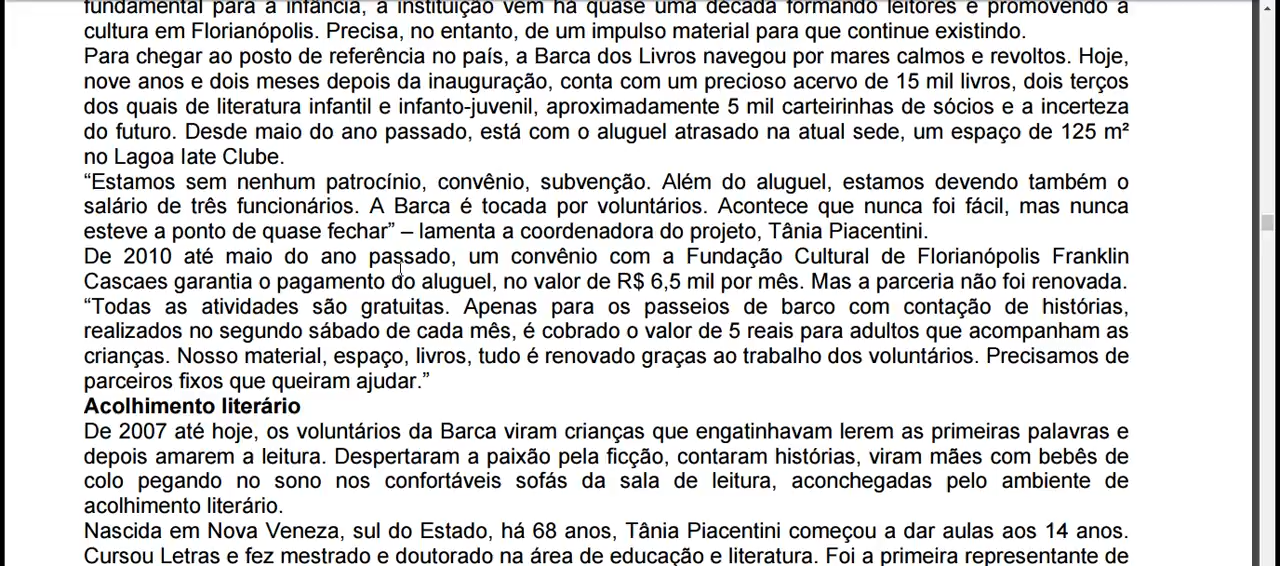 fundamental para a infância, a instituição vem há quase uma década formando leitores e promovendo a
cultura em Florianópolis. Precisa, no entanto, de um impulso material para que continue existindo.
Para chegar ao posto de referência no país, a Barca dos Livros navegou por mares calmos e revoltos. Hoje,
nove anos e dois meses depois da inauguração, conta com um precioso acervo de 15 mil livros, dois terços
dos quais de literatura infantil e infanto-juvenil, aproximadamente 5 mil carteirinhas de sócios e a incerteza
do futuro. Desde maio do ano passado, está com o aluguel atrasado na atual sede, um espaço de 125 m²
no Lagoa Iate Clube.
“Estamos sem nenhum patrocínio, convênio, subvenção. Além do aluguel, estamos devendo também o
salário de três funcionários. A Barca é tocada por voluntários. Acontece que nunca foi fácil, mas nunca
esteve a ponto de quase fechar” – lamenta a coordenadora do projeto, Tânia Piacentini.
De 2010 até maio do ano passado, um convênio com a Fundação Cultural de Florianópolis Franklin
Cascaes garantia o pagamento do aluguel, no valor de R$ 6,5 mil por mês. Mas a parceria não foi renovada.
“Todas as atividades são gratuitas. Apenas para os passeios de barco com contação de histórias,
realizados no segundo sábado de cada mês, é cobrado o valor de 5 reais para adultos que acompanham as
crianças. Nosso material, espaço, livros, tudo é renovado graças ao trabalho dos voluntários. Precisamos de
parceiros fixos que queiram ajudar.”
Acolhimento literário
De 2007 até hoje, os voluntários da Barca viram crianças que engatinhavam lerem as primeiras palavras e
depois amarem a leitura. Despertaram a paixão pela ficção, contaram histórias, viram mães com bebês de
colo pegando no sono nos confortáveis sofás da sala de leitura, aconchegadas pelo ambiente de
acolhimento literário.
Nascida em Nova Veneza, sul do Estado, há 68 anos, Tânia Piacentini começou a dar aulas aos 14 anos.
Cursou Letras e fez mestrado e doutorado na área de educação e literatura. Foi a primeira representante de